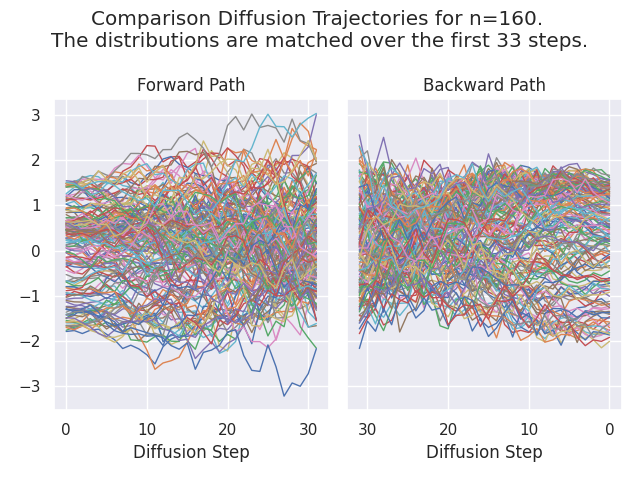 Comparison Diffusion Trajectories for n=160.
The distributions are matched over the first 33 steps.
Forward Path
Backward Path
3
2
1
0
−1
−2
−3
0
10
20
30
30
20
10
0
Diffusion Step
Diffusion Step